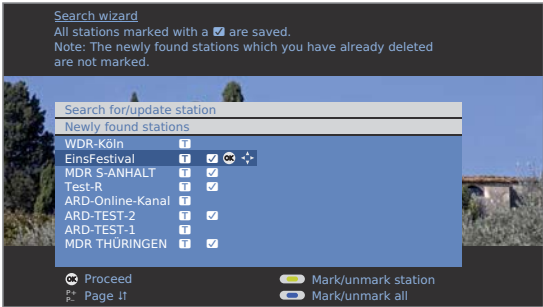 Search wizard
All stations marked with a ☑ are saved.
Note: The newly found stations which you have already deleted
are not marked.
Search for/update station
Newly found stations
WDR-Köln T
EinsFestival T ☑ OK
MDR S-ANHALT T ☑
Test-R T ☑
ARD-Online-Kanal T
ARD-TEST-2 T ☑
ARD-TEST-1 T
MDR THÜRINGEN T ☑
OK Proceed Mark/unmark station
P+ P- Page ↓↑ Mark/unmark all